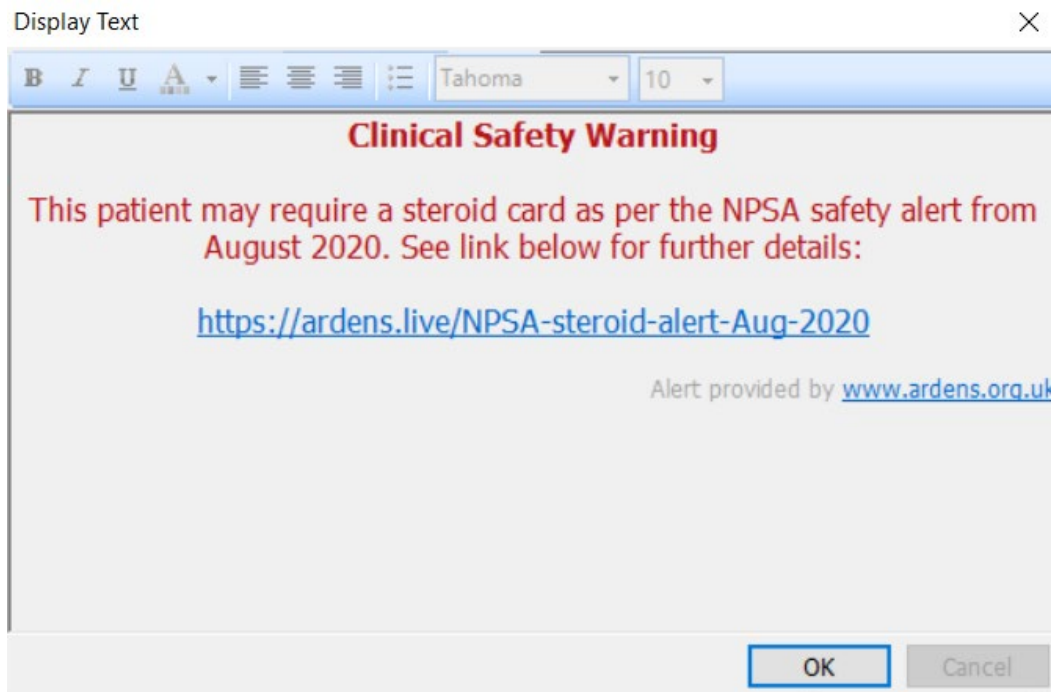 Display Text
B I U A Tahoma 10
Clinical Safety Warning
This patient may require a steroid card as per the NPSA safety alert from
August 2020. See link below for further details:
https://ardens.live/NPSA-steroid-alert-Aug-2020
Alert provided by www.ardens.org.uk
OK Cancel